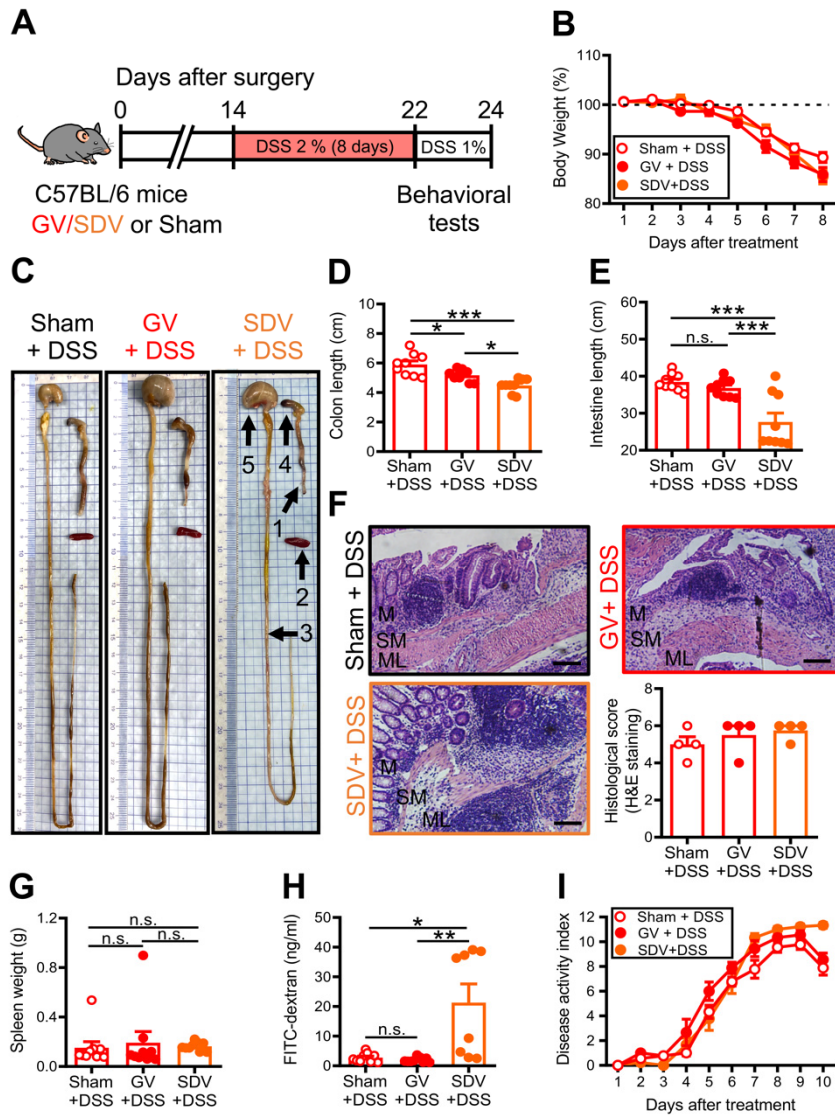 A
Days after surgery
0
14
22
24
DSS 2 % (8 days)
DSS 1%
C57BL/6 mice
GV/SDV or Sham
Behavioral
tests
B
Body Weight (%)
110
100
90
80
Sham + DSS
GV + DSS
SDV+DSS
1 2 3 4 5 6 7 8
Days after treatment
C
Sham
+ DSS
GV
+ DSS
SDV
+ DSS
5
4
1
2
3
D
Colon length (cm)
10
8
6
4
2
0
***
*
*
Sham
+DSS
GV
+DSS
SDV
+DSS
E
Intestine length (cm)
60
40
30
20
***
n.s.
***
Sham
+DSS
GV
+DSS
SDV
+DSS
F
Sham + DSS
M
SM
ML
GV+ DSS
M
SM
ML
SDV+ DSS
M
SM
ML
Histological score
(H&E staining)
8
6
4
2
0
Sham
+DSS
GV
+DSS
SDV
+DSS
G
Spleen weight (g)
1.2
0.8
0.4
0.0
n.s.
n.s.
n.s.
Sham
+DSS
GV
+DSS
SDV
+DSS
H
FITC-dextran (ng/ml)
50
40
30
20
10
0
*
**
n.s.
Sham
+DSS
GV
+DSS
SDV
+DSS
I
Disease activity index
12
10
8
6
4
2
0
Sham + DSS
GV + DSS
SDV+DSS
1 2 3 4 5 6 7 8 9 10
Days after treatment